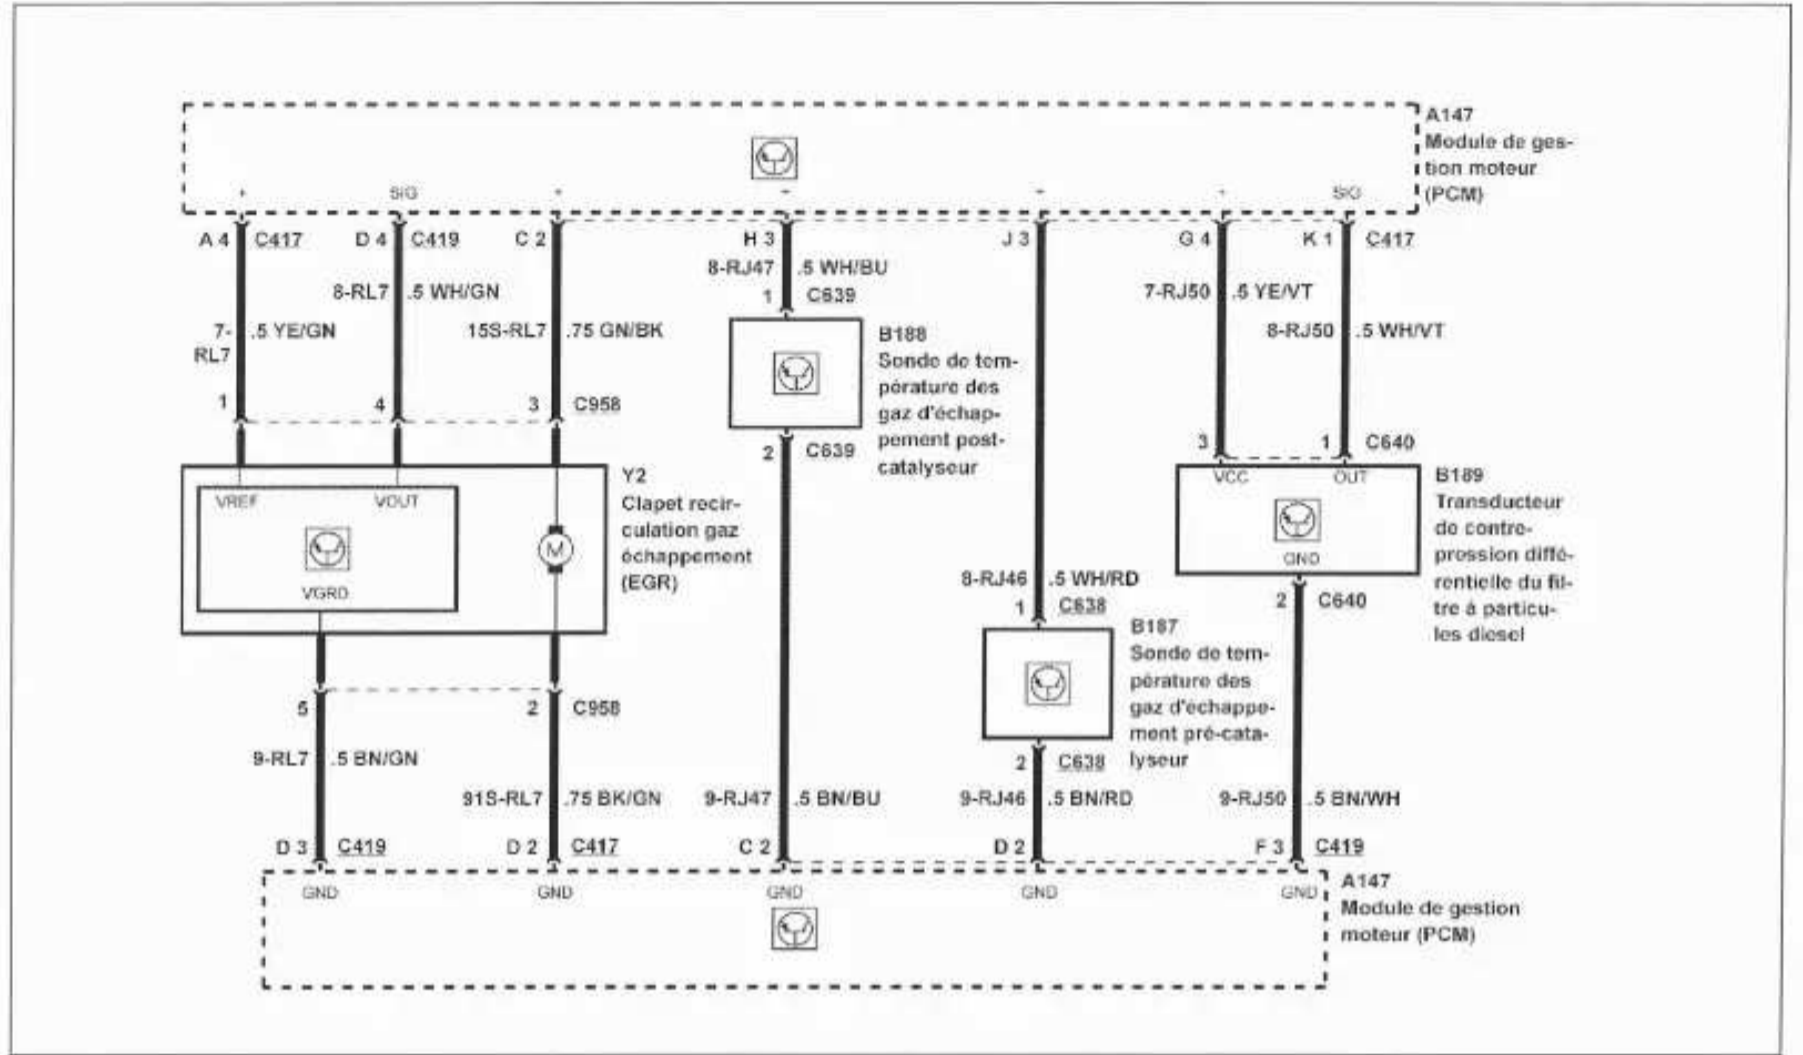 A147
Module de ges-
tion moteur
(PCM)
+ SIG + + + + SIG
A 4 C417 D 4 C419 C 2 H 3 J 3 G 4 K 1 C417
8-RJ47 .5 WH/BU
8-RL7 .5 WH/GN 1 C639 7-RJ50 .5 YE/VT
7-
RL7 .5 YE/GN 15S-RL7 .75 GN/BK 8-RJ50 .5 WH/VT
B188
Sonde de tem-
pérature des
gaz d'échap-
pement post-
catalyseur
1 4 3 C958
2 C639 3 1 C640
VREF VOUT VCC OUT
Y2
Clapet recir-
culation gaz
échappement
(EGR)
B189
Transducteur
de contre-
pression diffé-
rentielle du fil-
tre à particu-
les diesel
M
GND
VGRD
8-RJ46 .5 WH/RD
1 C638 2 C640
B187
Sonde de tem-
pérature des
gaz d'échappe-
ment pré-cata-
lyseur
5 2 C958
2 C638
9-RL7 .5 BN/GN
91S-RL7 .75 BK/GN 9-RJ47 .5 BN/BU 9-RJ46 .5 BN/RD 9-RJ50 .5 BN/WH
D 3 C419 D 2 C417 C 2 D 2 F 3 C419
GND GND GND GND GND
A147
Module de gestion
moteur (PCM)